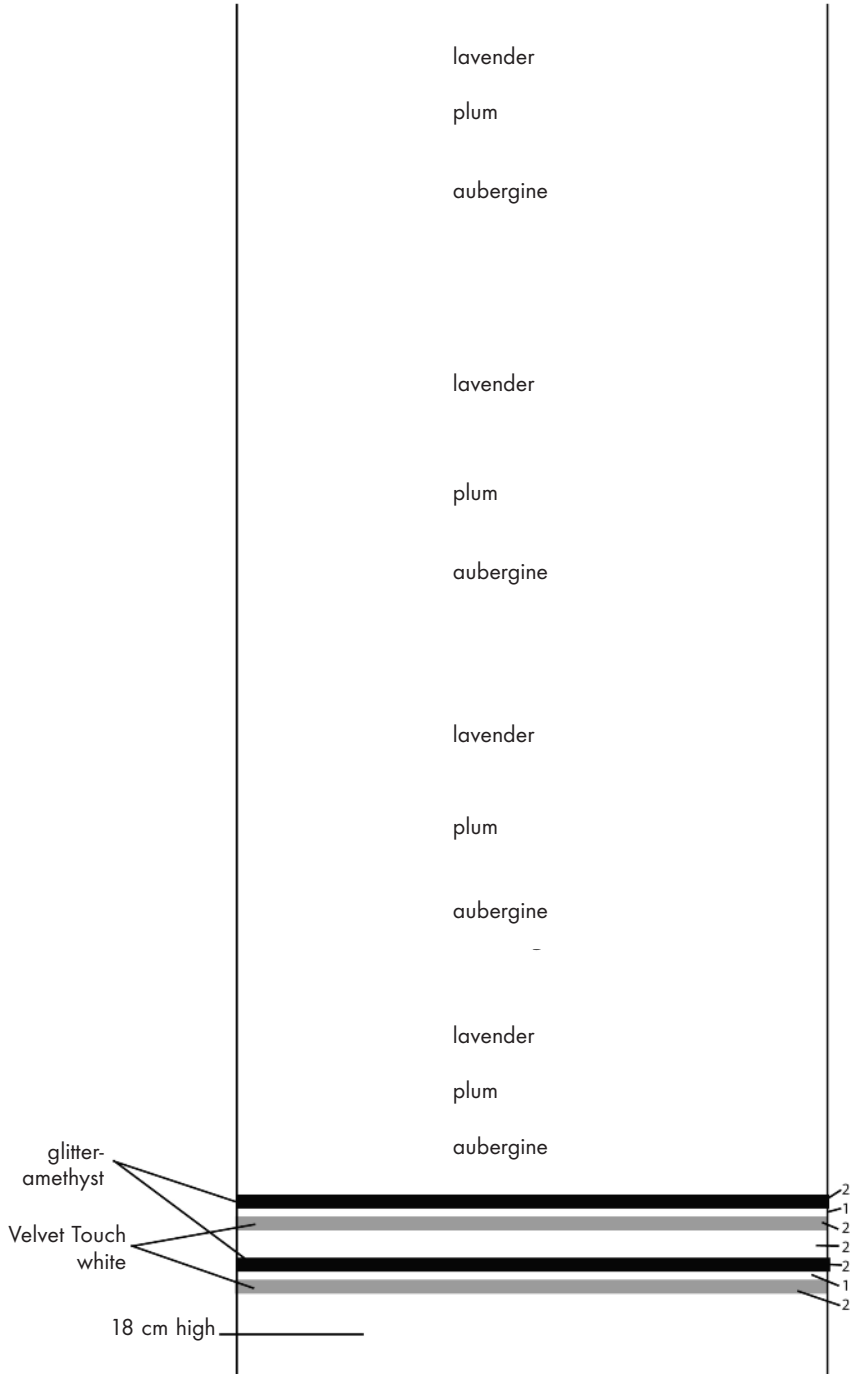 lavender
plum
aubergine
lavender
plum
aubergine
lavender
plum
aubergine
lavender
plum
aubergine
glitter-
amethyst
2
1
2
Velvet Touch
white
2
2
1
2
18 cm high